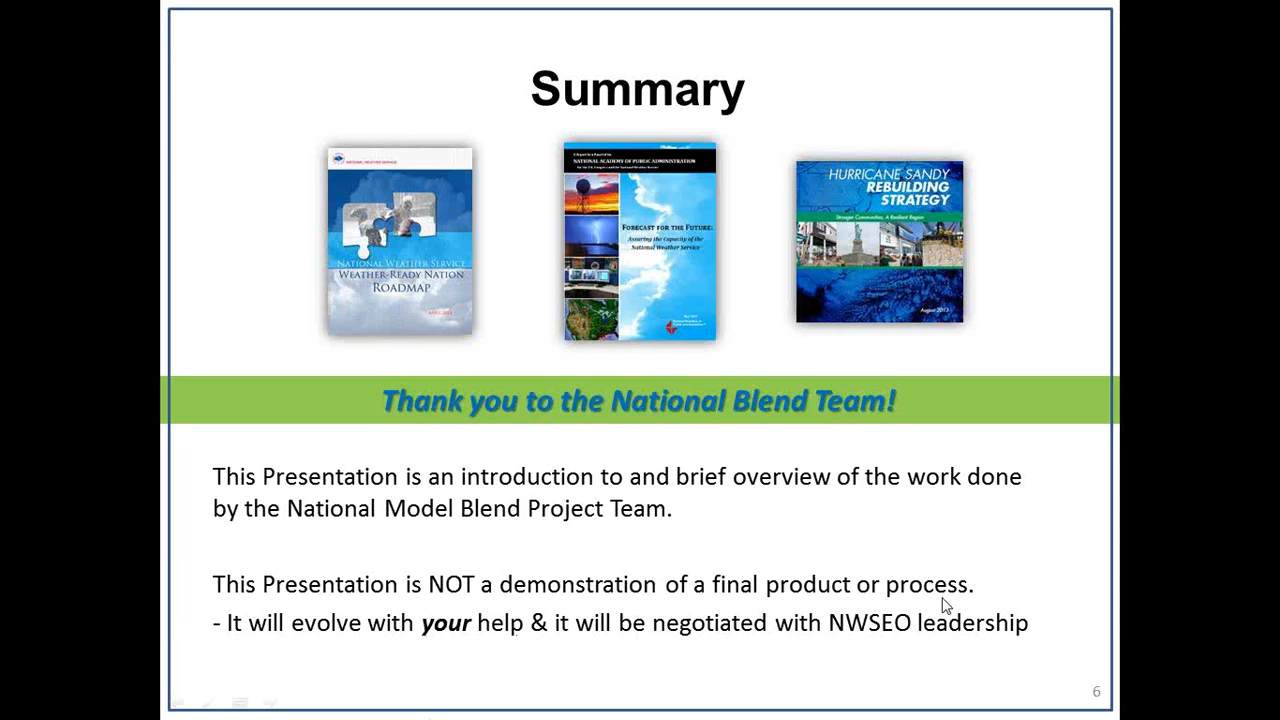 Summary
NATIONAL WEATHER SERVICE
NATIONAL WEATHER SERVICE
WEATHER-READY NATION
ROADMAP
NATIONAL ACADEMY OF PUBLIC ADMINISTRATION
FORECAST FOR THE FUTURE:
Assuring the Capacity of the
National Weather Service
HURRICANE SANDY
REBUILDING
STRATEGY
Stronger Communities, A Resilient Region
August 2013
Thank you to the National Blend Team!
This Presentation is an introduction to and brief overview of the work done
by the National Model Blend Project Team.
This Presentation is NOT a demonstration of a final product or process.
- It will evolve with your help & it will be negotiated with NWSEO leadership
6